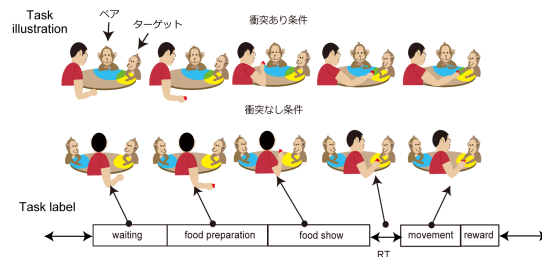 Task
illustration
ペア
ターゲット
衝突あり条件
衝突なし条件
Task label
waiting
food preparation
food show
RT
movement
reward